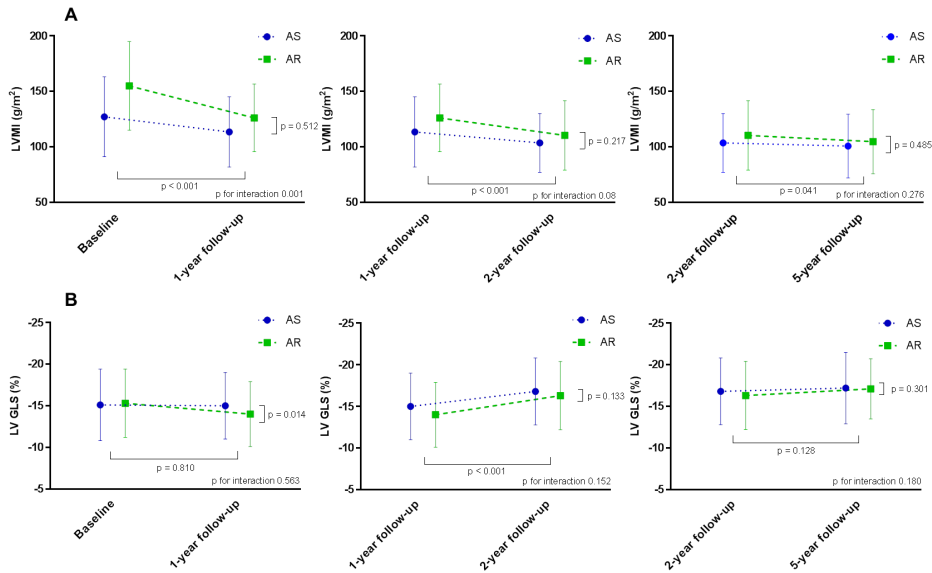 A
200
150
100
50
LVMI (g/m²)
AS
AR
p = 0.512
p < 0.001
p for interaction 0.001
Baseline
1-year follow-up
200
150
100
50
LVMI (g/m²)
AS
AR
p = 0.217
p < 0.001
p for interaction 0.08
1-year follow-up
2-year follow-up
200
150
100
50
LVMI (g/m²)
AS
AR
p = 0.485
p = 0.041
p for interaction 0.276
2-year follow-up
5-year follow-up
B
-25
-20
-15
-10
-5
LV GLS (%)
AS
AR
p = 0.014
p = 0.810
p for interaction 0.563
Baseline
1-year follow-up
-25
-20
-15
-10
-5
LV GLS (%)
AS
AR
p = 0.133
p < 0.001
p for interaction 0.152
1-year follow-up
2-year follow-up
-25
-20
-15
-10
-5
LV GLS (%)
AS
AR
p = 0.301
p = 0.128
p for interaction 0.180
2-year follow-up
5-year follow-up